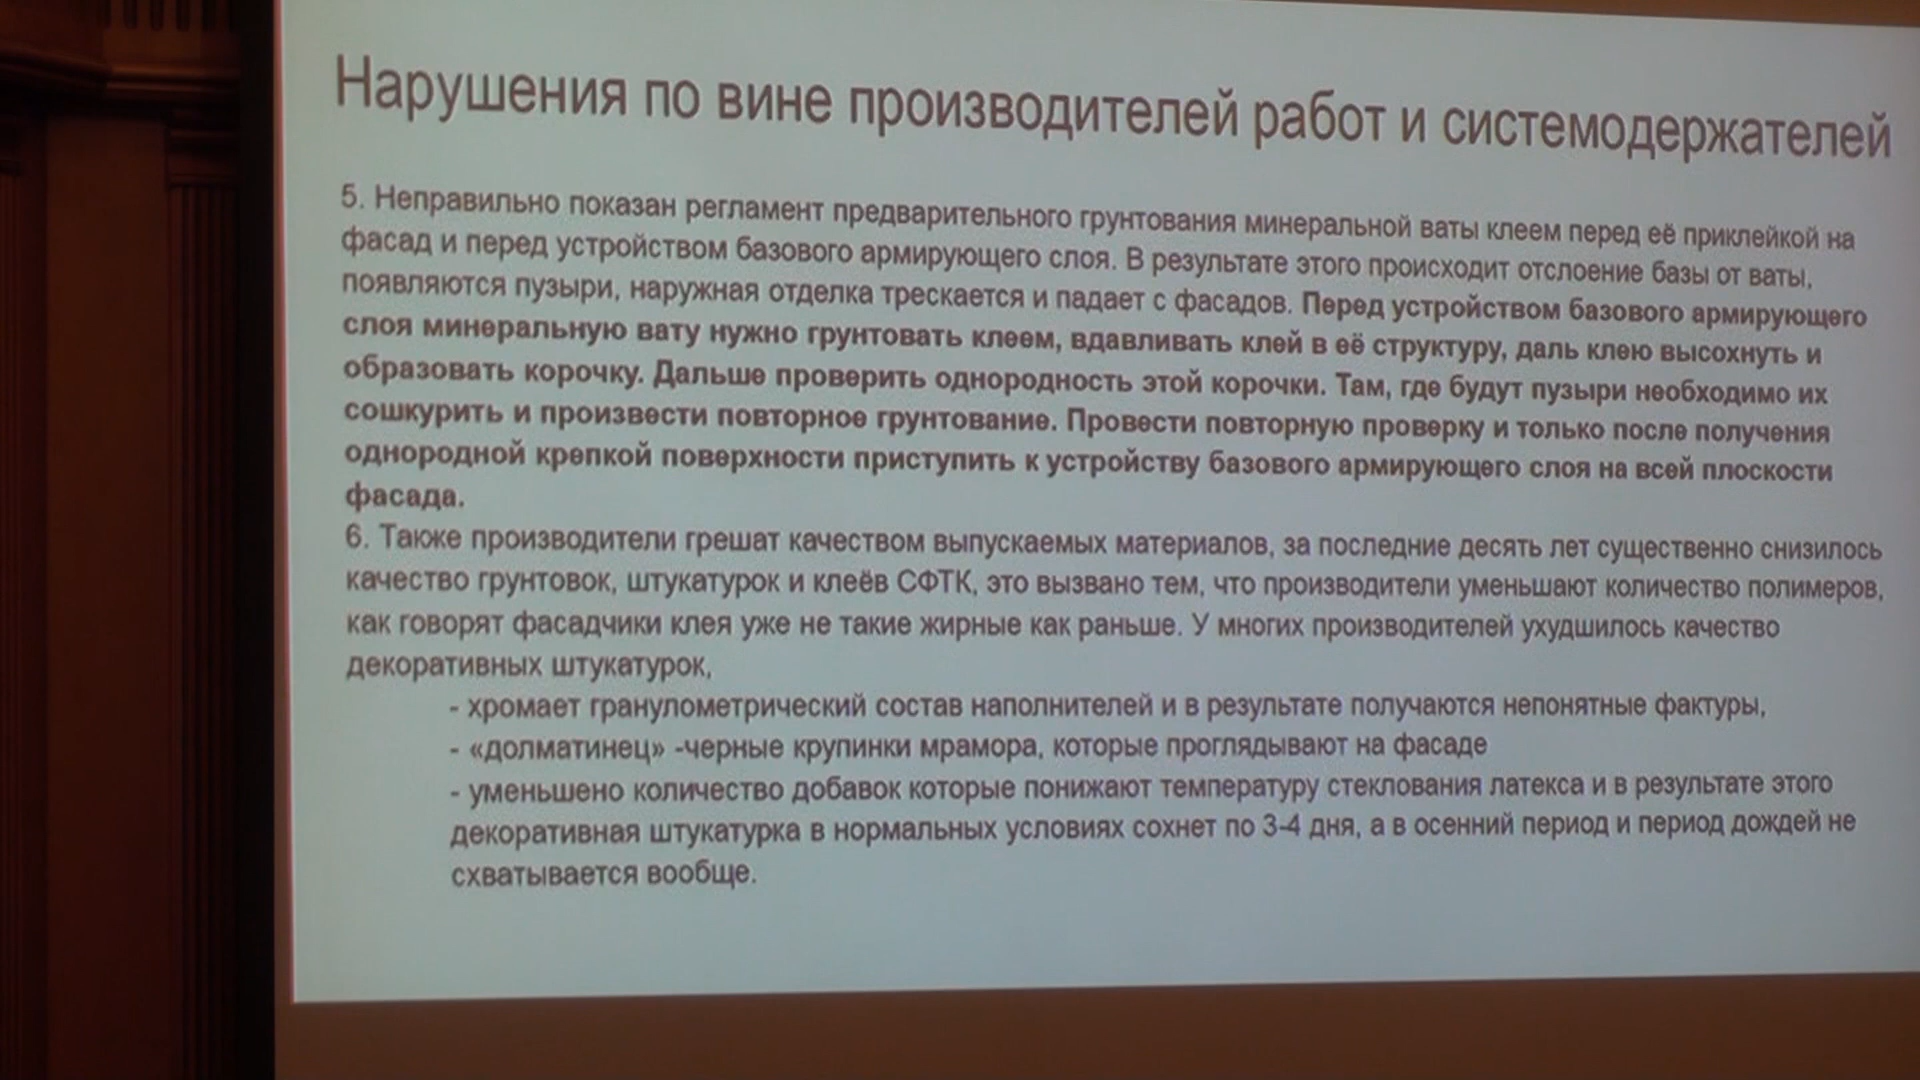 Нарушения по вине производителей работ и системодержателей
5. Неправильно показан регламент предварительного грунтования минеральной ваты клеем перед её приклейкой на
фасад и перед устройством базового армирующего слоя. В результате этого происходит отслоение базы от ваты,
появляются пузыри, наружная отделка трескается и падает с фасадов. Перед устройством базового армирующего
слоя минеральную вату нужно грунтовать клеем, вдавливать клей в её структуру, даль клею высохнуть и
образовать корочку. Дальше проверить однородность этой корочки. Там, где будут пузыри необходимо их
сошкурить и произвести повторное грунтование. Провести повторную проверку и только после получения
однородной крепкой поверхности приступить к устройству базового армирующего слоя на всей плоскости
фасада.
6. Также производители грешат качеством выпускаемых материалов, за последние десять лет существенно снизилось
качество грунтовок, штукатурок и клеёв СФТК, это вызвано тем, что производители уменьшают количество полимеров,
как говорят фасадчики клея уже не такие жирные как раньше. У многих производителей ухудшилось качество
декоративных штукатурок,
- хромает гранулометрический состав наполнителей и в результате получаются непонятные фактуры,
- «долматинец» -черные крупинки мрамора, которые проглядывают на фасаде
- уменьшено количество добавок которые понижают температуру стеклования латекса и в результате этого
декоративная штукатурка в нормальных условиях сохнет по 3-4 дня, а в осенний период и период дождей не
схватывается вообще.